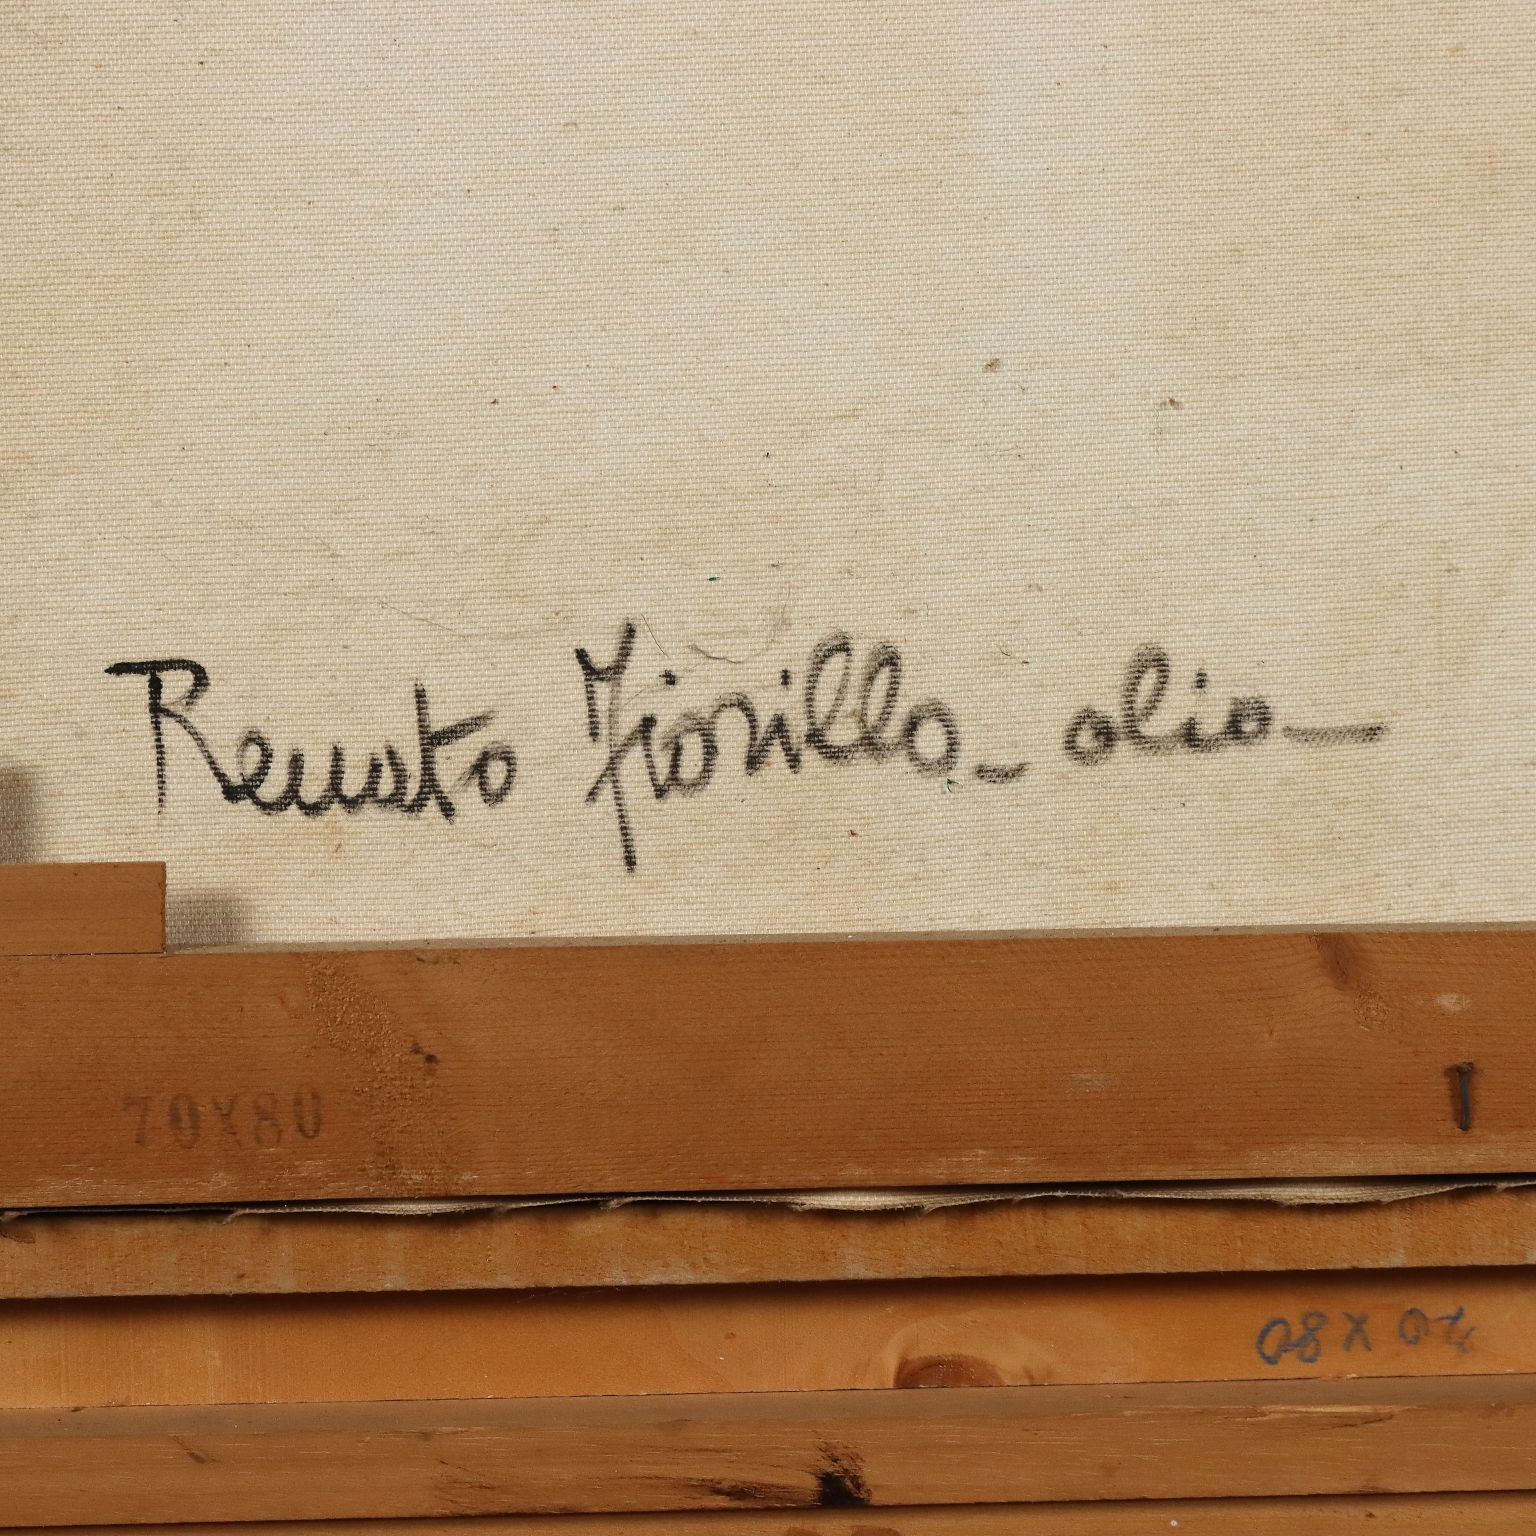 Renato Fiorillo - olio -
70X80
70 X 80